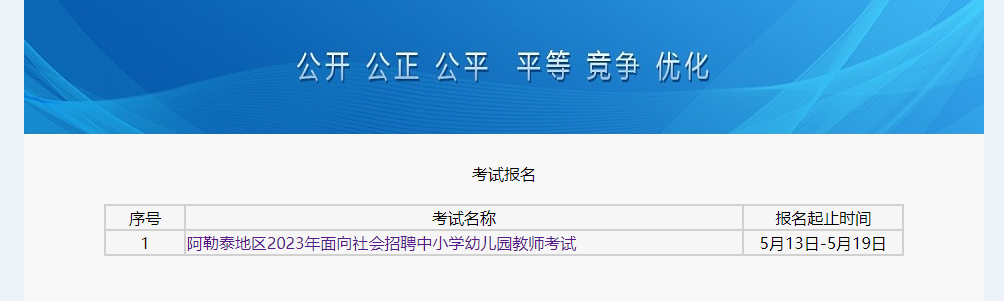 公开 公正 公平 平等 竞争 优化
考试报名
序号 考试名称 报名起止时间
1 阿勒泰地区2023年面向社会招聘中小学幼儿园教师考试 5月13日-5月19日